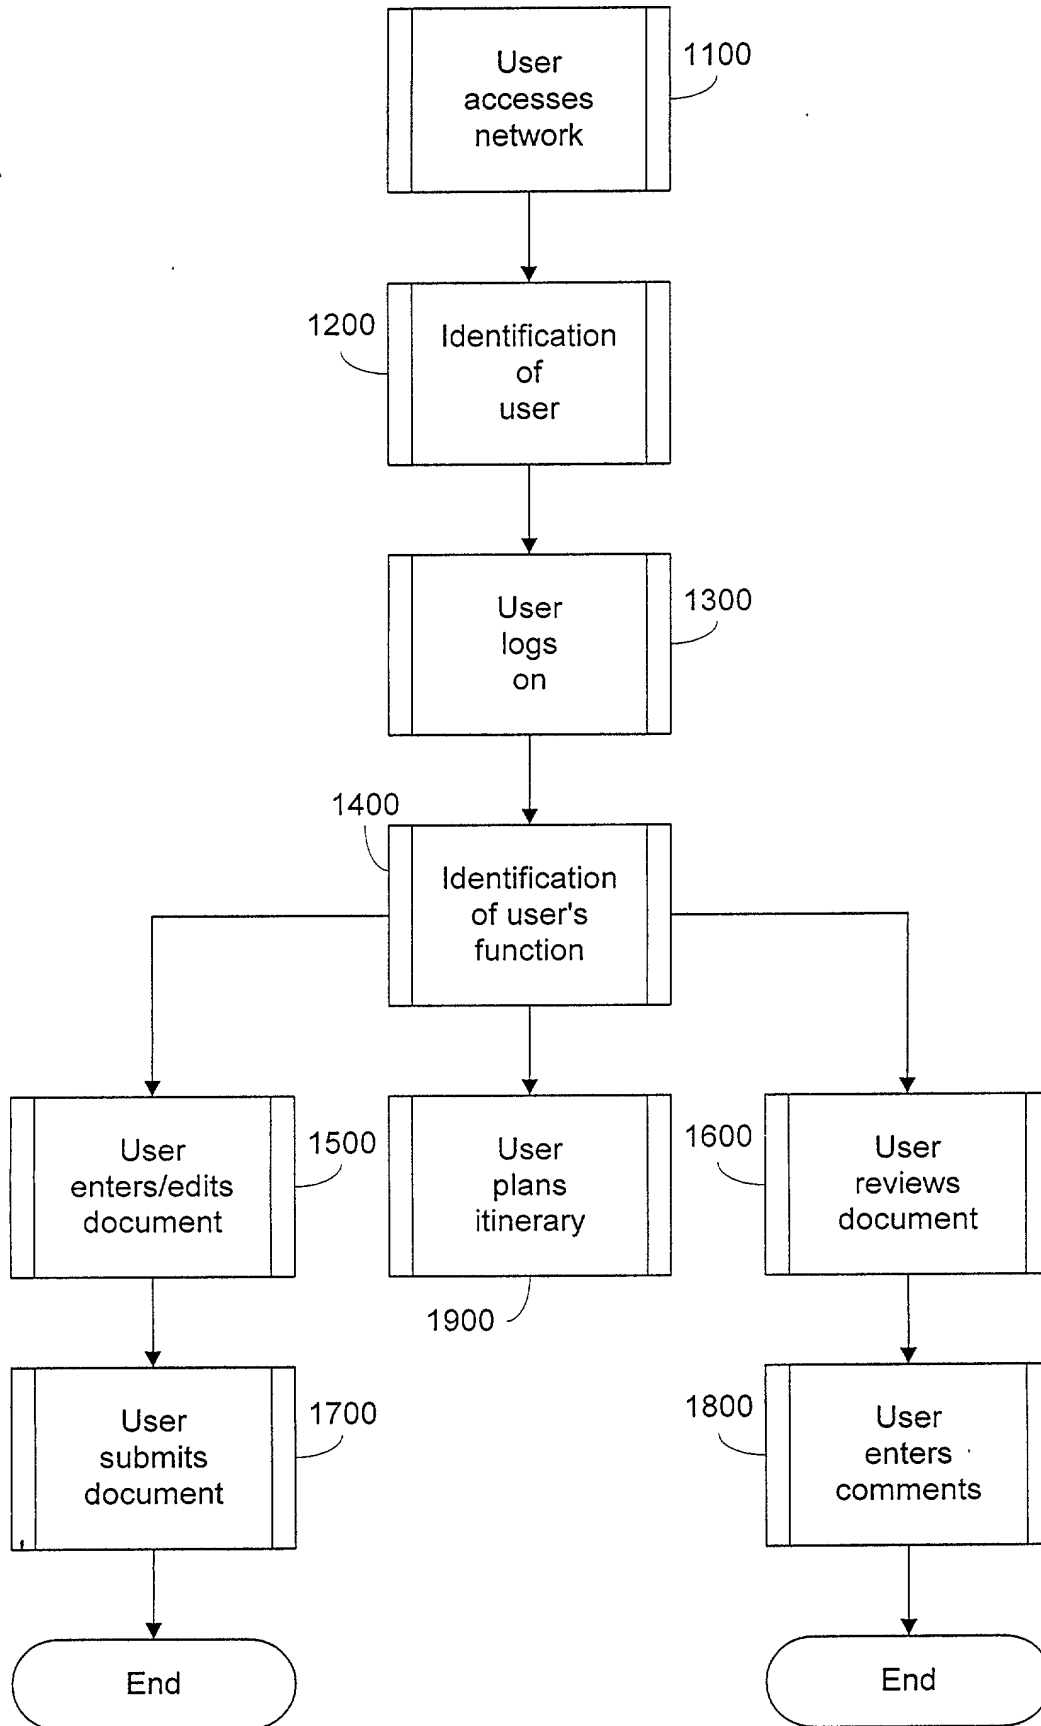 User
accesses
network
1100
1200
Identification
of
user
User
logs
on
1300
1400
Identification
of user's
function
User
enters/edits
document
1500
User
plans
itinerary
1900
1600
User
reviews
document
User
submits
document
1700
1800
User
enters
comments
End
End